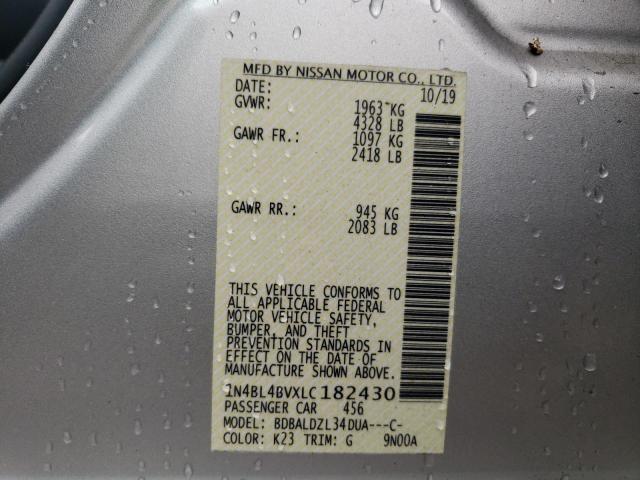 MFD BY NISSAN MOTOR CO., LTD.
DATE: 10/19
GVWR: 1963 KG
4328 LB
GAWR FR.: 1097 KG
2418 LB
GAWR RR.: 945 KG
2083 LB
THIS VEHICLE CONFORMS TO
ALL APPLICABLE FEDERAL
MOTOR VEHICLE SAFETY,
BUMPER, AND THEFT
PREVENTION STANDARDS IN
EFFECT ON THE DATE OF
MANUFACTURE SHOWN ABOVE.
1N4BL4BVXLC182430
PASSENGER CAR 456
MODEL: BDBALDZL34DUA---C-
COLOR: K23 TRIM: G 9N00A